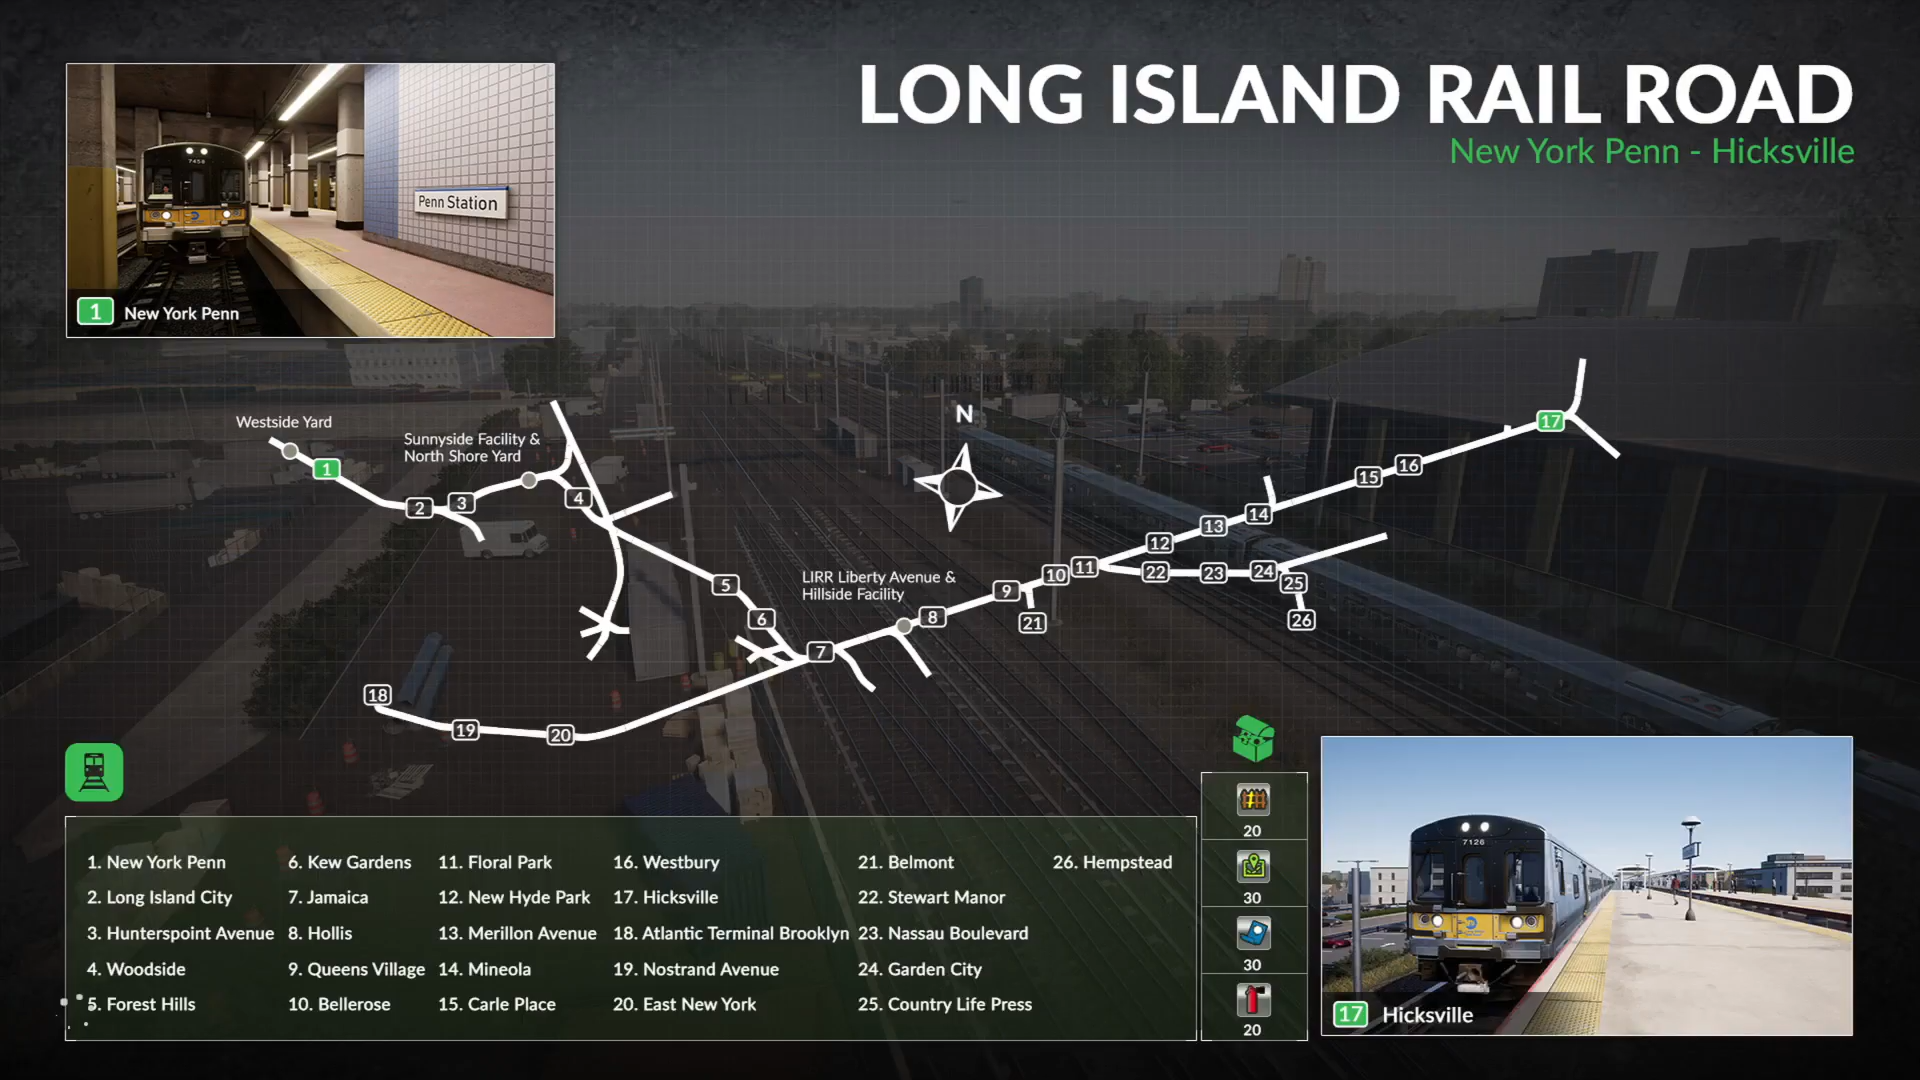 LONG ISLAND RAIL ROAD
New York Penn - Hicksville
7458
Penn Station
1 New York Penn
Westside Yard
Sunnyside Facility &
North Shore Yard
N
LIRR Liberty Avenue &
Hillside Facility
1
2
3
4
5
6
7
8
9
10
11
12
13
14
15
16
17
18
19
20
21
22
23
24
25
26
1. New York Penn
2. Long Island City
3. Hunterspoint Avenue
4. Woodside
5. Forest Hills
6. Kew Gardens
7. Jamaica
8. Hollis
9. Queens Village
10. Bellerose
11. Floral Park
12. New Hyde Park
13. Merillon Avenue
14. Mineola
15. Carle Place
16. Westbury
17. Hicksville
18. Atlantic Terminal Brooklyn
19. Nostrand Avenue
20. East New York
21. Belmont
22. Stewart Manor
23. Nassau Boulevard
24. Garden City
25. Country Life Press
26. Hempstead
20
30
30
20
7126
17 Hicksville